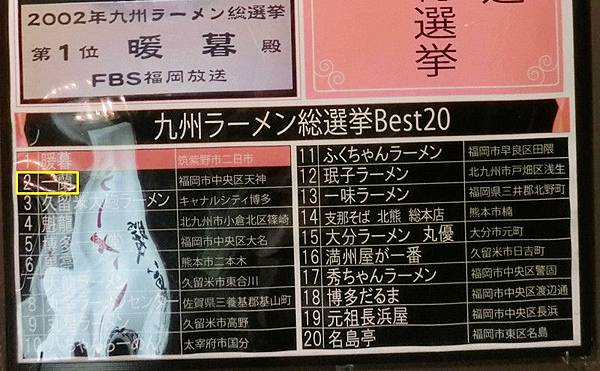 2002年九州ラーメン総選挙
第1位 暖暮 殿
FBS福岡放送
総選挙
九州ラーメン総選挙Best20
1 暖暮 筑紫野市二日市
2 一蘭 福岡市中央区天神
3 久留米大砲ラーメン キャナルシティ博多
4 魁龍 北九州市小倉北区篠崎
5 福岡市中央区大名
6 熊本市二本木
7 久留米市東合川
8 ラーメンセンター 佐賀県三養基郡基山町
9 久留米市高野
10 太宰府市国分
11 ふくちゃんラーメン 福岡市早良区田隈
12 珉子ラーメン 北九州市戸畑区浅生
13 一味ラーメン 福岡県三井郡北野町
14 支那そば 北熊 総本店 熊本市楠
15 大分ラーメン 丸優 大分市元町
16 満州屋が一番 久留米市日吉町
17 秀ちゃんラーメン 福岡市中央区警固
18 博多だるま 福岡市中央区渡辺通
19 元祖長浜屋 福岡市中央区長浜
20 名島亭 福岡市東区名島